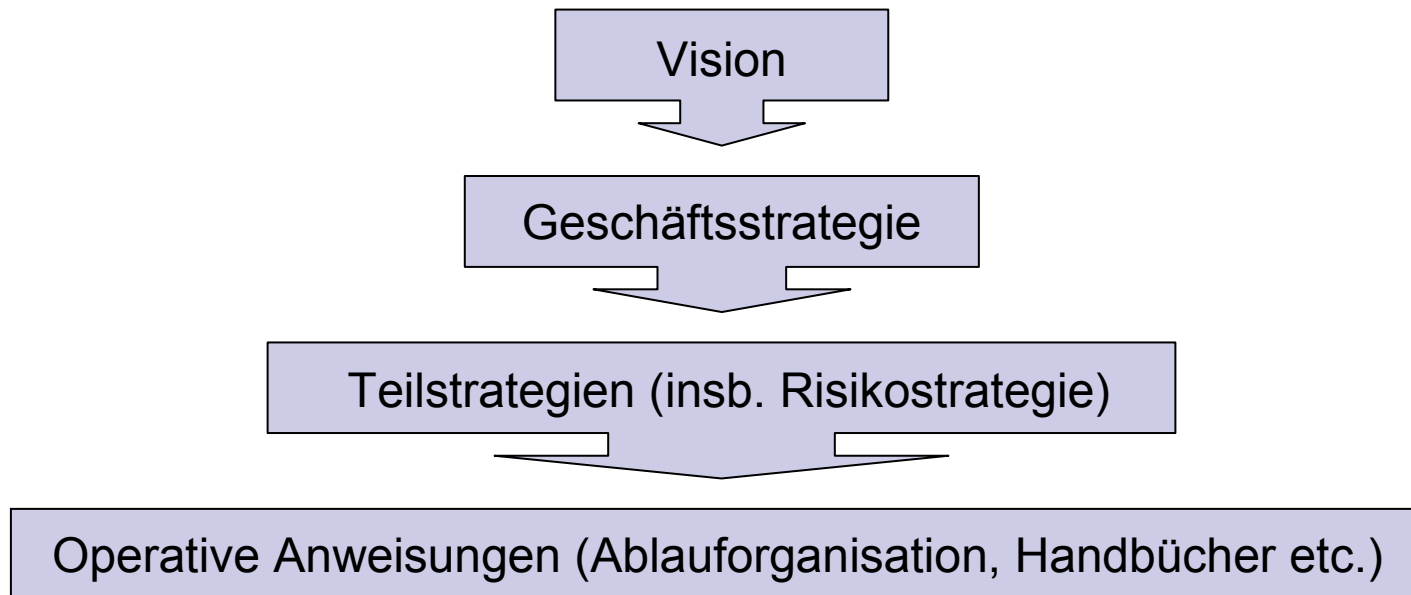 Vision
Geschäftsstrategie
Teilstrategien (insb. Risikostrategie)
Operative Anweisungen (Ablauforganisation, Handbücher etc.)